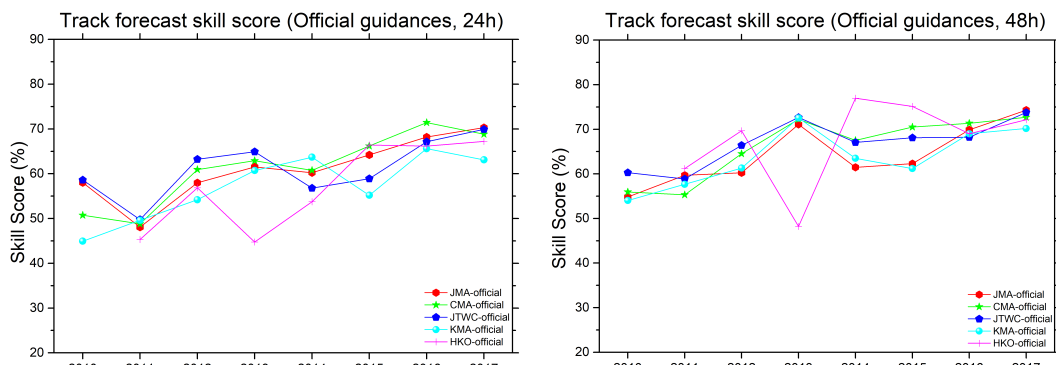 Track forecast skill score (Official guidances, 24h)
90
80
70
60
50
40
30
20
Skill Score (%)
JMA-official
CMA-official
JTWC-official
KMA-official
HKO-official
Track forecast skill score (Official guidances, 48h)
90
80
70
60
50
40
30
20
Skill Score (%)
JMA-official
CMA-official
JTWC-official
KMA-official
HKO-official